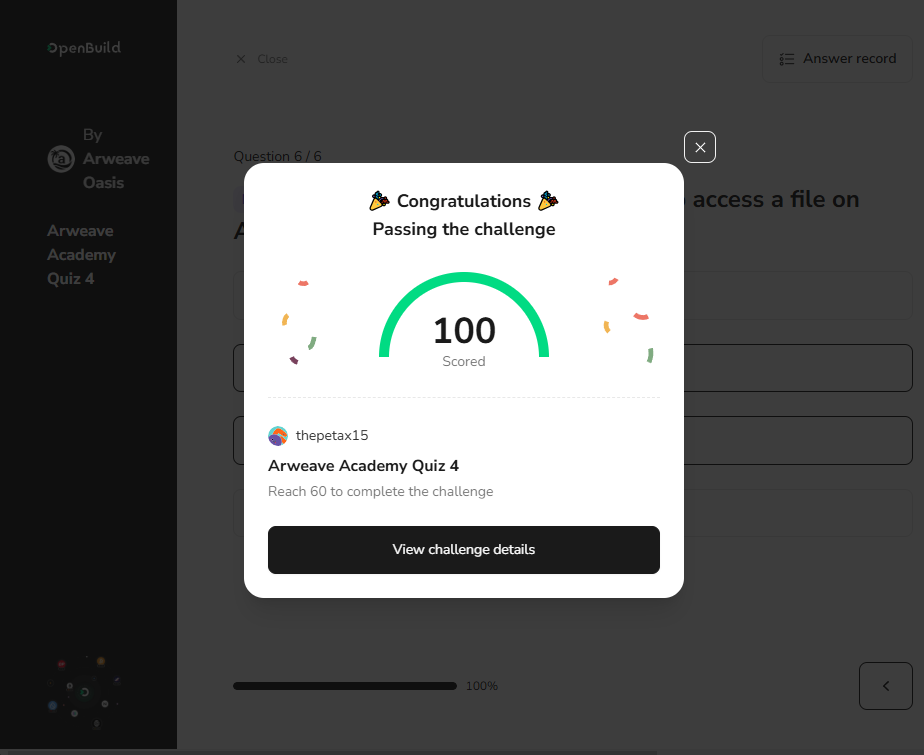 OpenBuild
Close
Answer record
By
Arweave
Oasis
Arweave
Academy
Quiz 4
Question 6 / 6
access a file on
Congratulations
Passing the challenge
100
Scored
thepetax15
Arweave Academy Quiz 4
Reach 60 to complete the challenge
View challenge details
100%